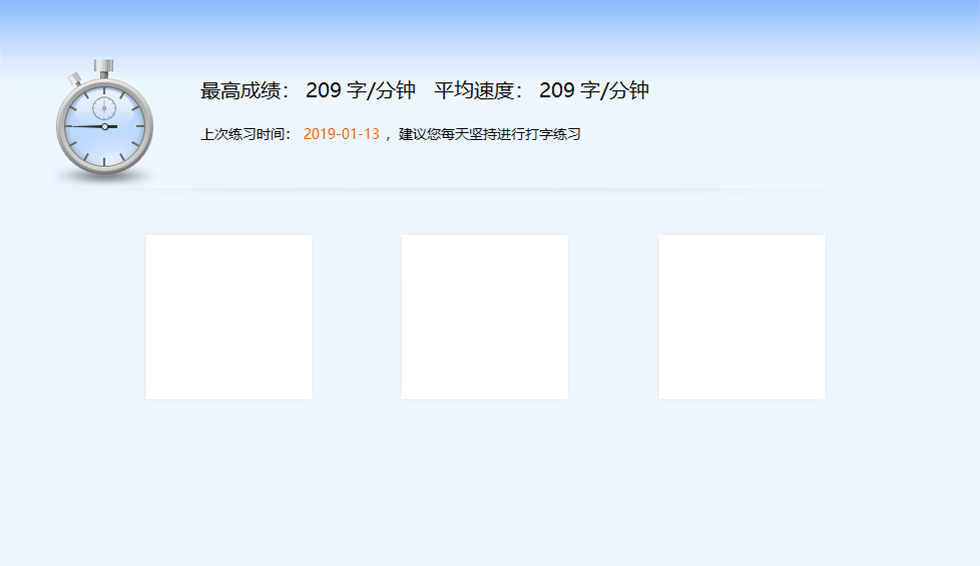 最高成绩： 209 字/分钟 平均速度： 209 字/分钟
上次练习时间： 2019-01-13 ，建议您每天坚持进行打字练习